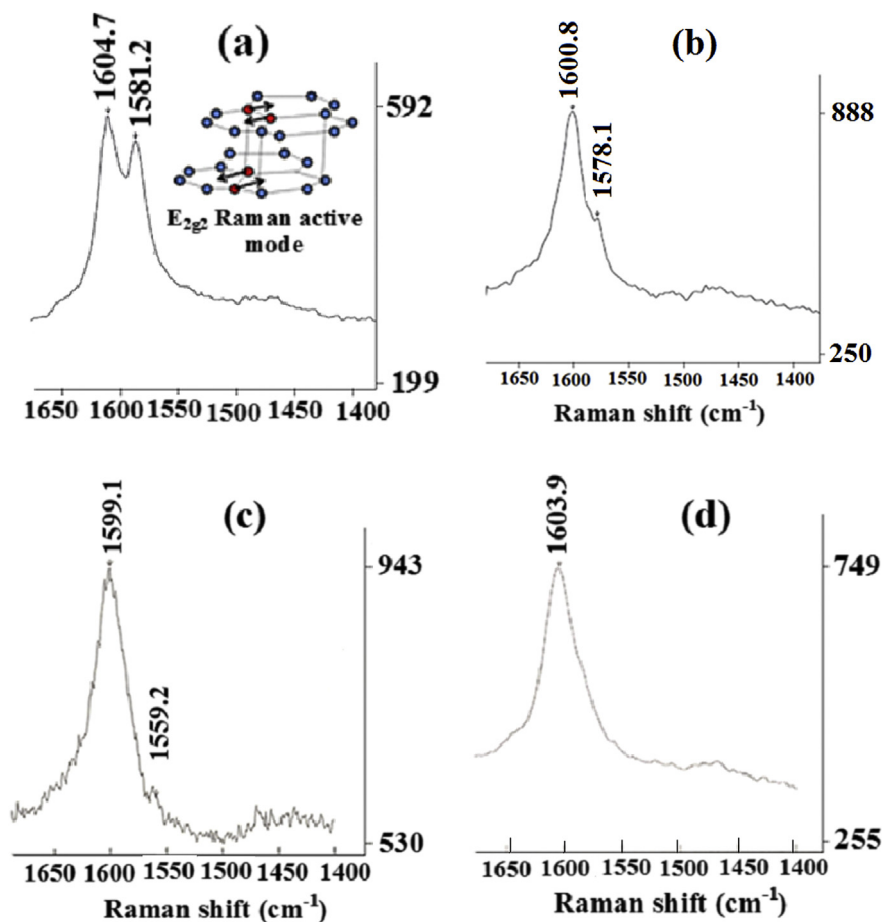 (a)
1604.7
1581.2
592
E2g2 Raman active
mode
199
1650 1600 1550 1500 1450 1400
(b)
1600.8
1578.1
888
250
1650 1600 1550 1500 1450 1400
Raman shift (cm-1)
(c)
1599.1
1559.2
943
530
1650 1600 1550 1500 1450 1400
Raman shift (cm-1)
(d)
1603.9
749
255
1650 1600 1550 1500 1450 1400
Raman shift (cm-1)